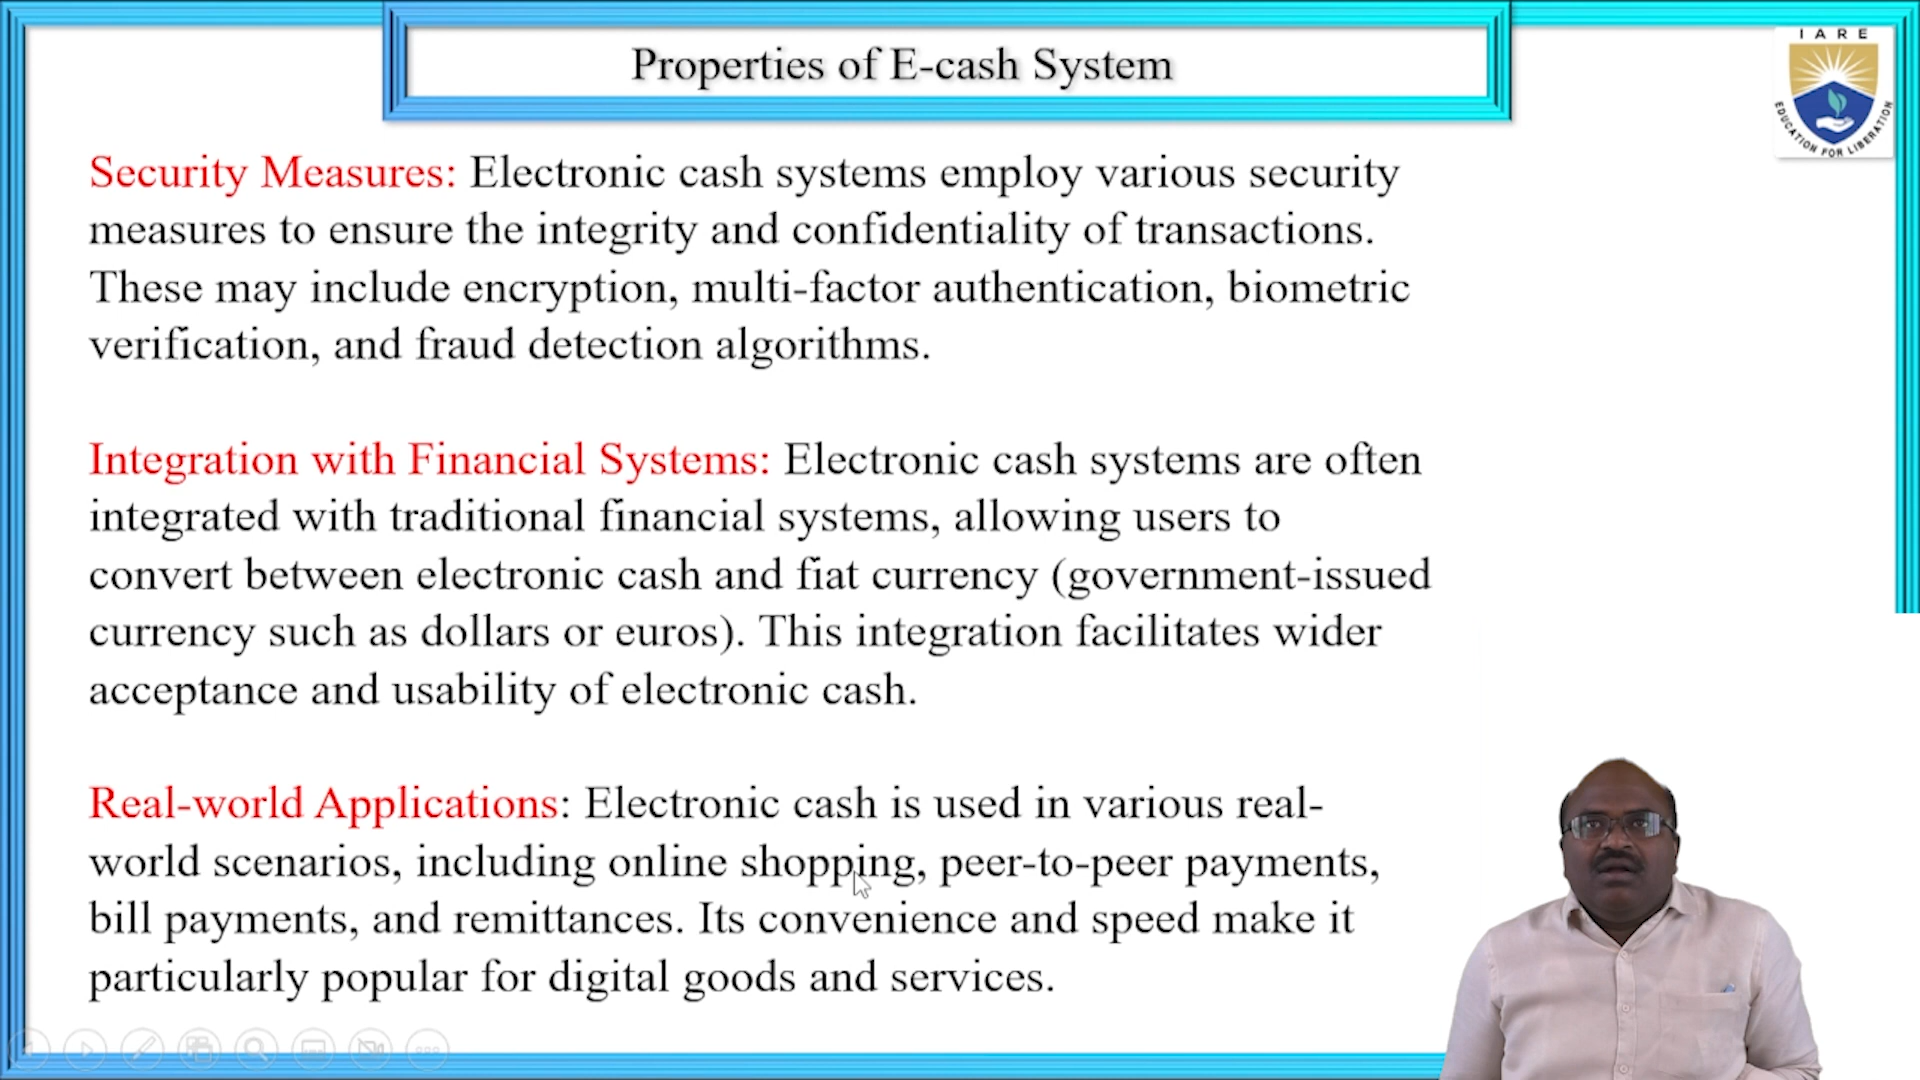 Properties of E-cash System
IARE
EDUCATION FOR LIBERATION
Security Measures: Electronic cash systems employ various security
measures to ensure the integrity and confidentiality of transactions.
These may include encryption, multi-factor authentication, biometric
verification, and fraud detection algorithms.
Integration with Financial Systems: Electronic cash systems are often
integrated with traditional financial systems, allowing users to
convert between electronic cash and fiat currency (government-issued
currency such as dollars or euros). This integration facilitates wider
acceptance and usability of electronic cash.
Real-world Applications: Electronic cash is used in various real-
world scenarios, including online shopping, peer-to-peer payments,
bill payments, and remittances. Its convenience and speed make it
particularly popular for digital goods and services.